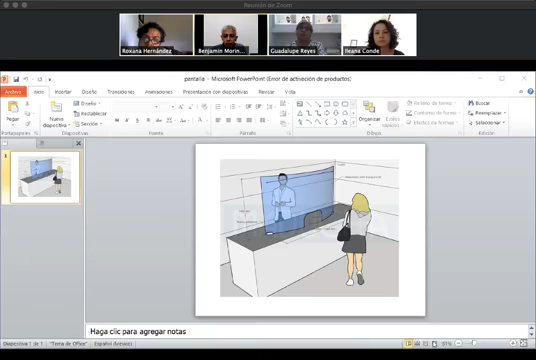 Reunión de Zoom
Roxana Hernández
Benjamin Morin...
Guadalupe Reyes
Ileana Conde
pantalla - Microsoft PowerPoint (Error de activación de productos)
Archivo
Inicio
Insertar
Diseño
Transiciones
Animaciones
Presentación con diapositivas
Revisar
Vista
Pegar
Portapapeles
Nueva diapositiva
Diseño
Restablecer
Sección
Diapositivas
Fuente
Párrafo
Organizar
Estilos rápidos
Relleno de forma
Contorno de forma
Efectos de formas
Dibujo
Buscar
Reemplazar
Seleccionar
Edición
1
Haga clic para agregar notas
Diapositiva 1 de 1
"Tema de Office"